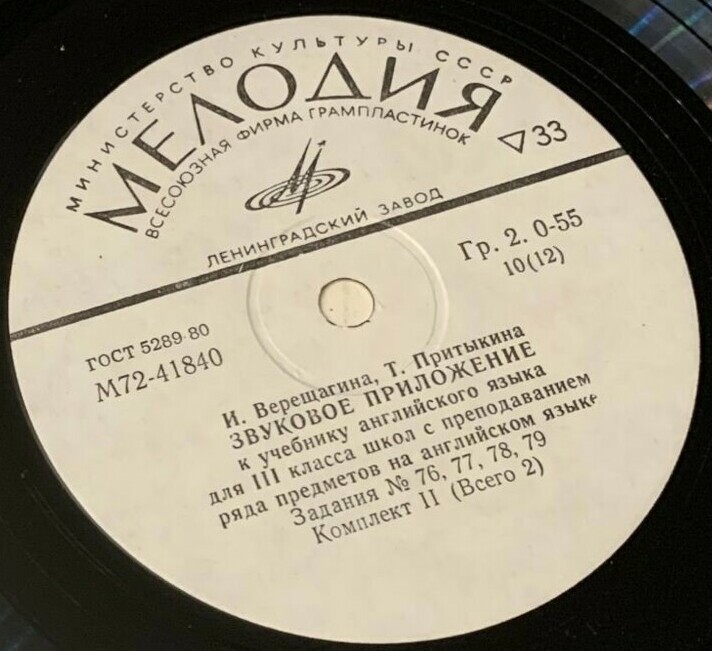 МИНИСТЕРСТВО КУЛЬТУРЫ СССР
МЕЛОДИЯ
ВСЕСОЮЗНАЯ ФИРМА ГРАМПЛАСТИНОК
▽33
ЛЕНИНГРАДСКИЙ ЗАВОД
Гр. 2. 0-55
10(12)
ГОСТ 5289-80
М72-41840
И. Верещагина, Т. Притыкина
ЗВУКОВОЕ ПРИЛОЖЕНИЕ
к учебнику английского языка
для III класса школ с преподаванием
ряда предметов на английском языке
Задания № 76, 77, 78, 79
Комплект II (Всего 2)